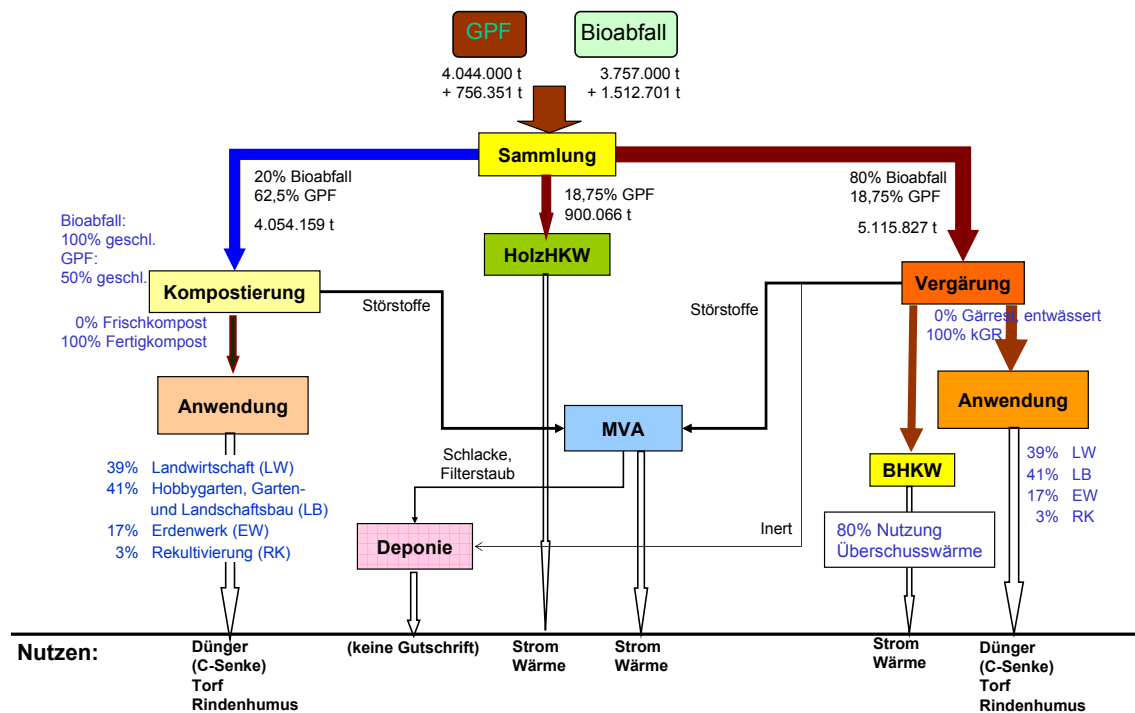 GPF
Bioabfall
4.044.000 t
+ 756.351 t
3.757.000 t
+ 1.512.701 t
Sammlung
20% Bioabfall
62,5% GPF
4.054.159 t
18,75% GPF
900.066 t
80% Bioabfall
18,75% GPF
5.115.827 t
Bioabfall:
100% geschl.
GPF:
50% geschl.
HolzHKW
Kompostierung
Vergärung
Störstoffe
Störstoffe
0% Frischkompost
100% Fertigkompost
0% Gärrest, entwässert
100% kGR
Anwendung
MVA
Anwendung
Schlacke,
Filterstaub
BHKW
39% Landwirtschaft (LW)
41% Hobbygarten, Garten-
und Landschaftsbau (LB)
17% Erdenwerk (EW)
3% Rekultivierung (RK)
39% LW
41% LB
17% EW
3% RK
Deponie
Inert
80% Nutzung
Überschusswärme
Nutzen:
Dünger
(C-Senke)
Torf
Rindenhumus
(keine Gutschrift)
Strom
Wärme
Strom
Wärme
Strom
Wärme
Dünger
(C-Senke)
Torf
Rindenhumus